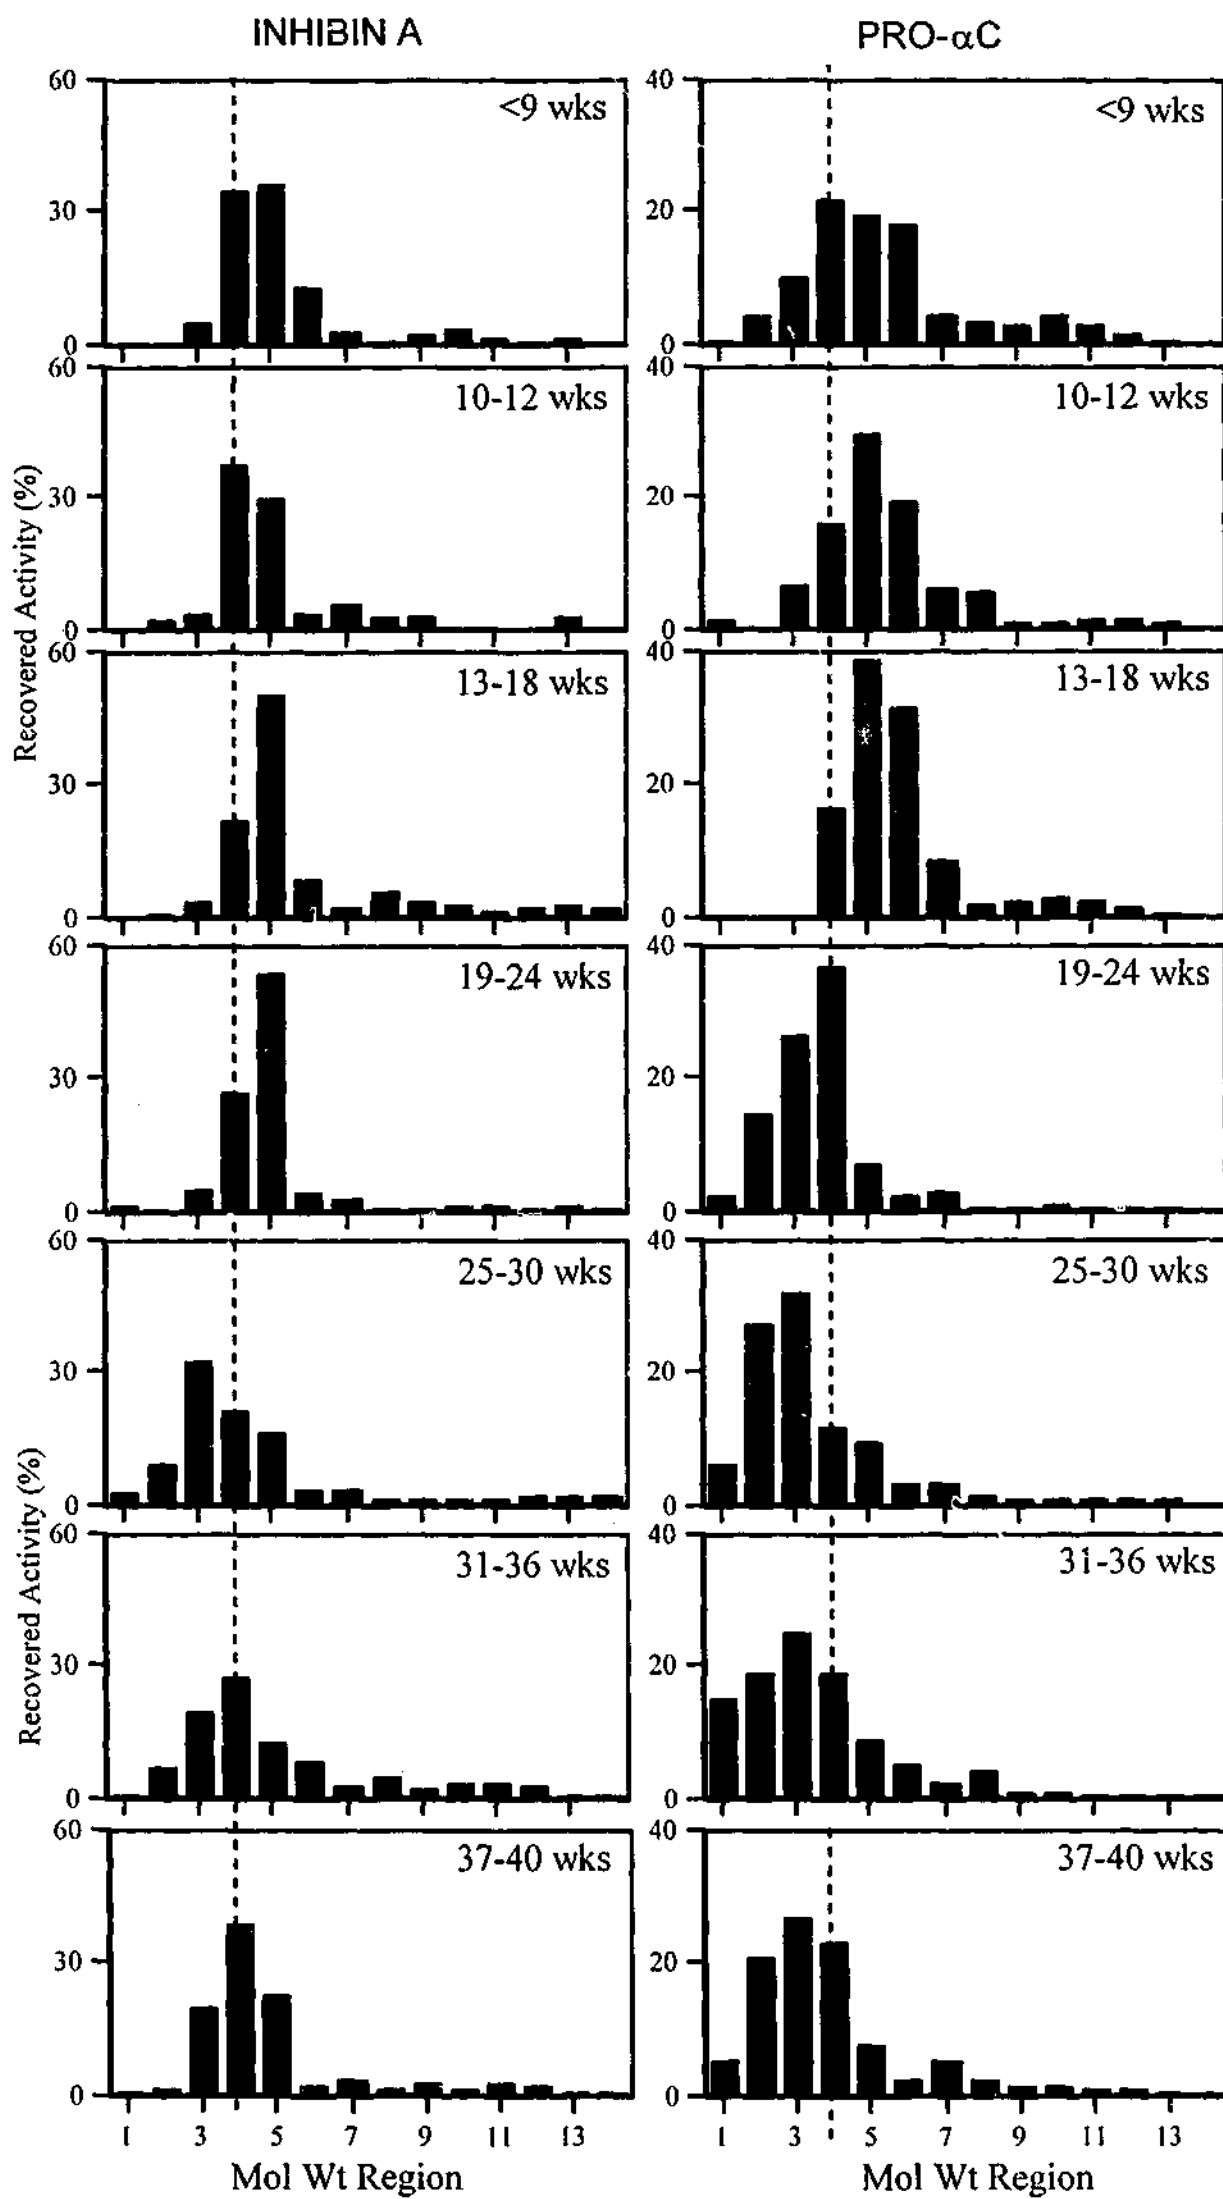 INHIBIN A
PRO-αC
60
30
0
<9 wks
40
20
0
<9 wks
60
30
0
10-12 wks
40
20
0
10-12 wks
Recovered Activity (%)
60
30
0
13-18 wks
40
20
0
13-18 wks
60
30
0
19-24 wks
40
20
0
19-24 wks
60
30
0
25-30 wks
40
20
0
25-30 wks
Recovered Activity (%)
60
30
0
31-36 wks
40
20
0
31-36 wks
60
30
0
37-40 wks
40
20
0
37-40 wks
1 3 5 7 9 11 13
1 3 5 7 9 11 13
Mol Wt Region
Mol Wt Region